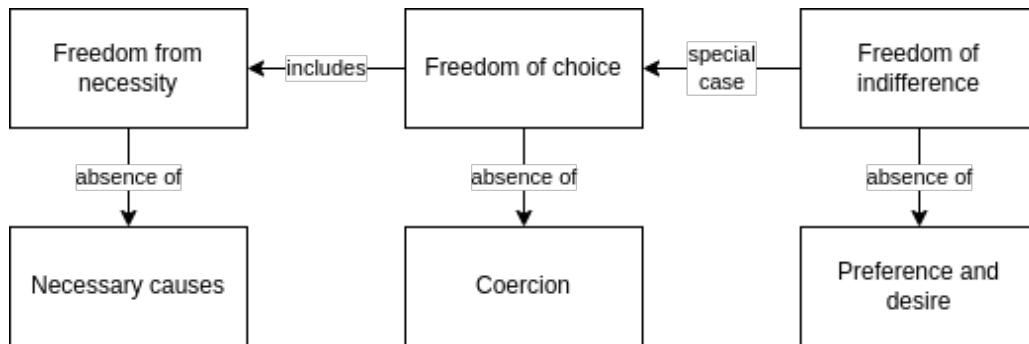 Freedom from
necessity
includes
Freedom of choice
special
case
Freedom of
indifference
absence of
absence of
absence of
Necessary causes
Coercion
Preference and
desire